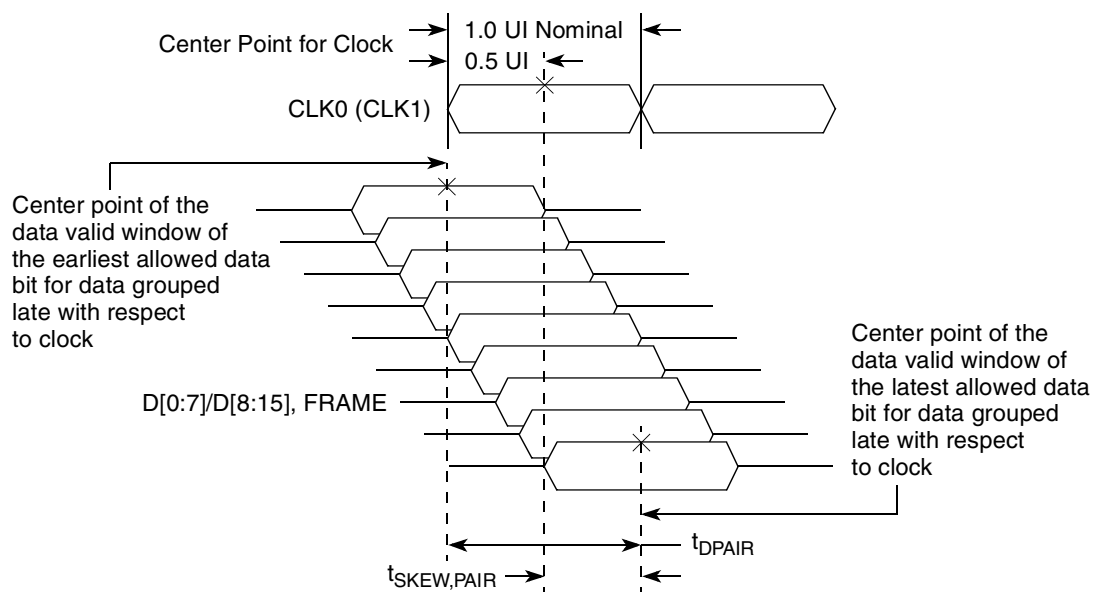 1.0 UI Nominal
Center Point for Clock
0.5 UI
CLK0 (CLK1)
Center point of the
data valid window of
the earliest allowed data
bit for data grouped
late with respect
to clock
Center point of the
data valid window of
the latest allowed data
bit for data grouped
late with respect
to clock
D[0:7]/D[8:15], FRAME
tDPAIR
tSKEW,PAIR